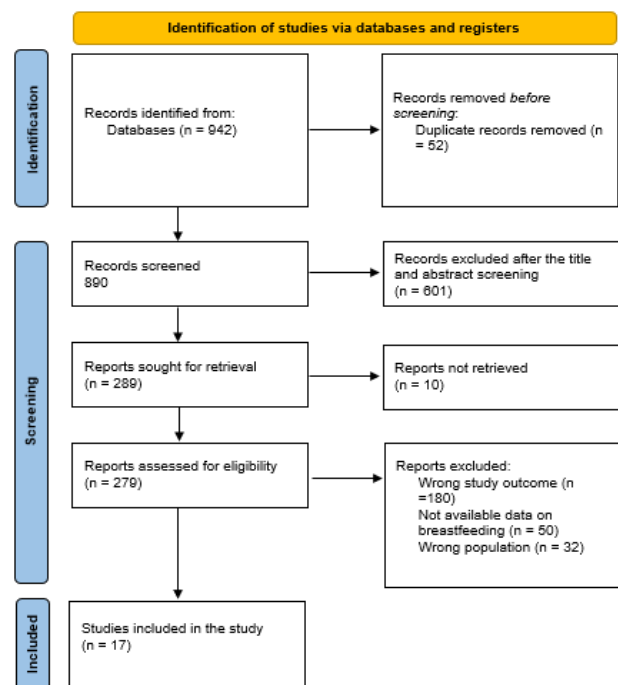 Identification of studies via databases and registers
Identification
Records identified from:
Databases (n = 942)
Records removed before
screening:
Duplicate records removed (n
= 52)
Screening
Records screened
890
Records excluded after the title
and abstract screening
(n = 601)
Reports sought for retrieval
(n = 289)
Reports not retrieved
(n = 10)
Reports assessed for eligibility
(n = 279)
Reports excluded:
Wrong study outcome (n
=180)
Not available data on
breastfeeding (n = 50)
Wrong population (n = 32)
Included
Studies included in the study
(n = 17)